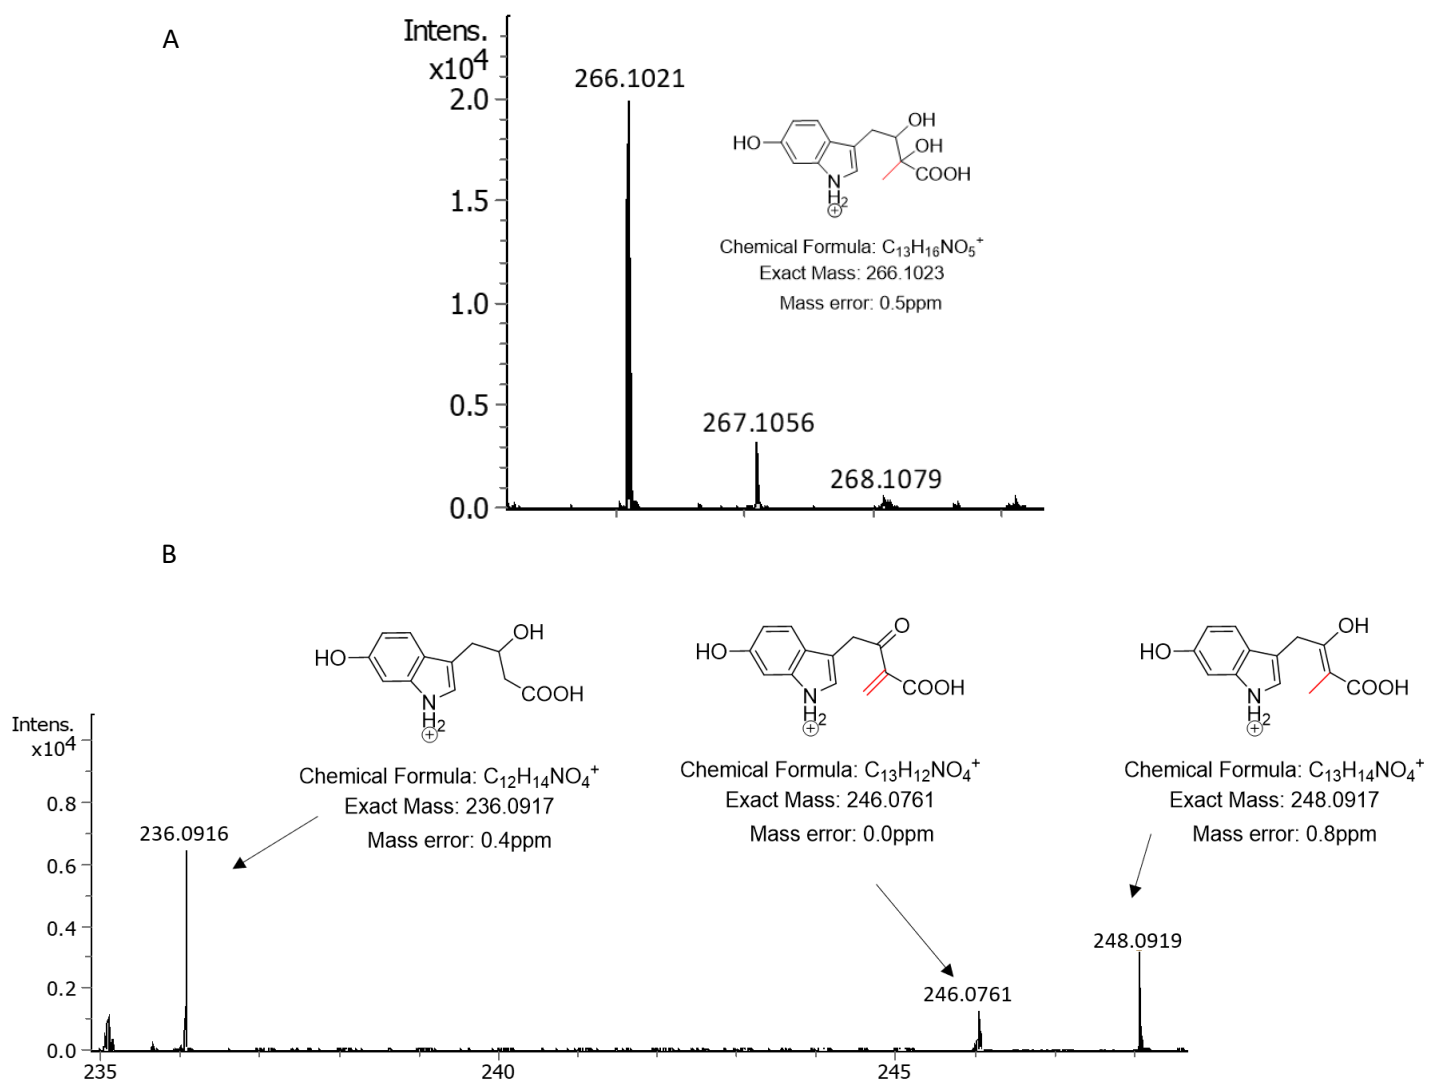 A
Intens.
x10⁴
266.1021
2.0
1.5
1.0
0.5
0.0
267.1056
268.1079
HO
OH
OH
COOH
N
H2
+
Chemical Formula: C₁₃H₁₆NO₅⁺
Exact Mass: 266.1023
Mass error: 0.5ppm
B
Intens.
x10⁴
0.8
0.6
0.4
0.2
0.0
235
240
245
236.0916
HO
OH
COOH
N
H2
+
Chemical Formula: C₁₂H₁₄NO₄⁺
Exact Mass: 236.0917
Mass error: 0.4ppm
HO
O
COOH
N
H2
+
Chemical Formula: C₁₃H₁₂NO₄⁺
Exact Mass: 246.0761
Mass error: 0.0ppm
246.0761
HO
OH
COOH
N
H2
+
Chemical Formula: C₁₃H₁₄NO₄⁺
Exact Mass: 248.0917
Mass error: 0.8ppm
248.0919